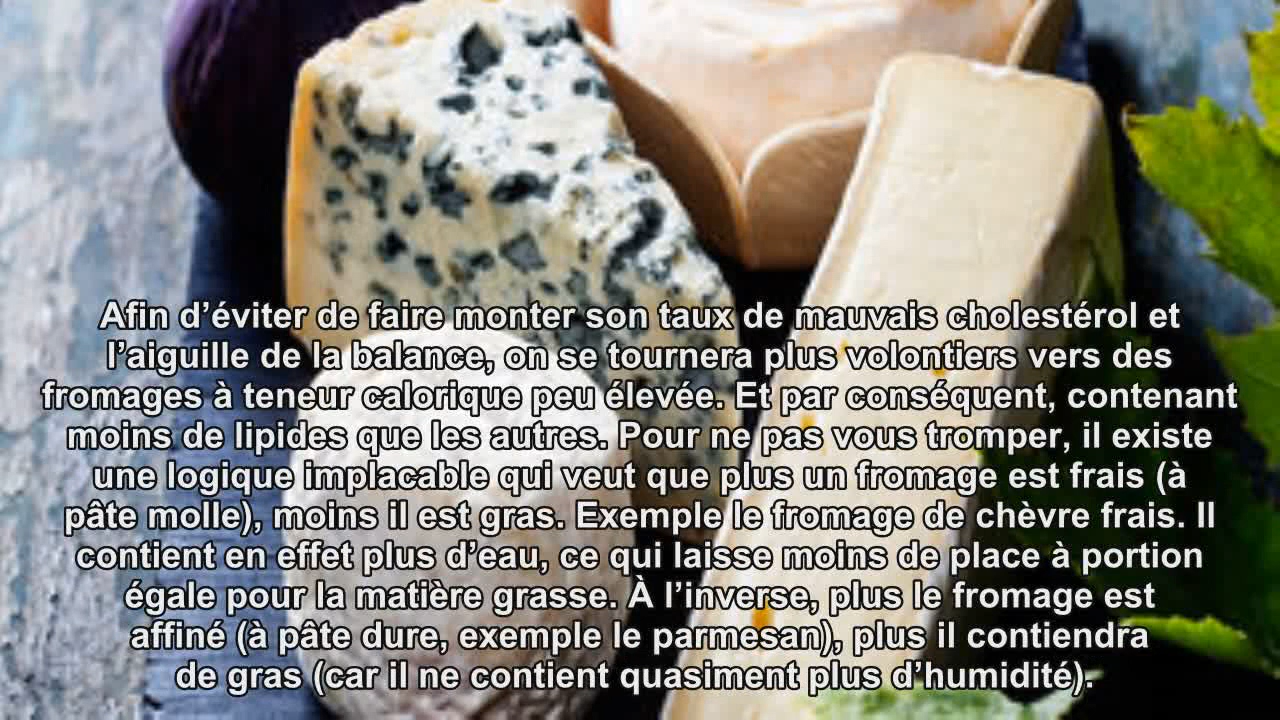 Afin d’éviter de faire monter son taux de mauvais cholestérol et
l’aiguille de la balance, on se tournera plus volontiers vers des
fromages à teneur calorique peu élevée. Et par conséquent, contenant
moins de lipides que les autres. Pour ne pas vous tromper, il existe
une logique implacable qui veut que plus un fromage est frais (à
pâte molle), moins il est gras. Exemple le fromage de chèvre frais. Il
contient en effet plus d’eau, ce qui laisse moins de place à portion
égale pour la matière grasse. À l’inverse, plus le fromage est
affiné (à pâte dure, exemple le parmesan), plus il contiendra
de gras (car il ne contient quasiment plus d’humidité).